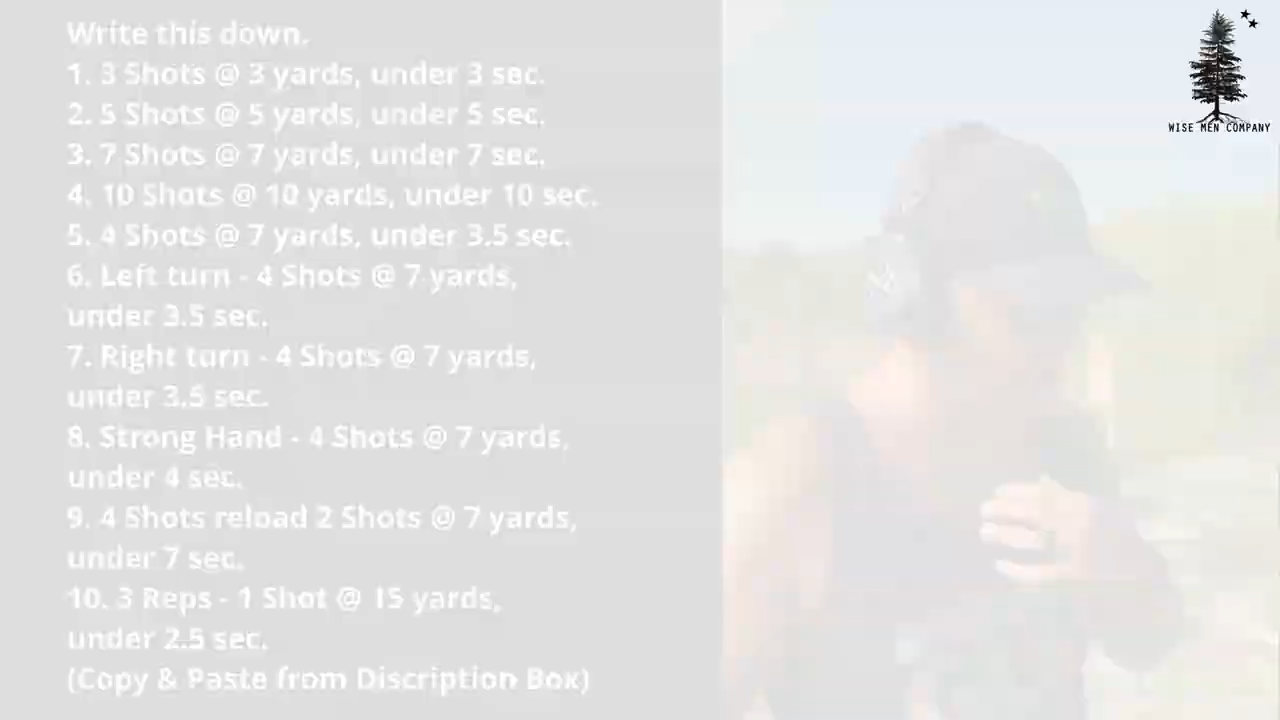 Write this down.
1. 3 Shots @ 3 yards, under 3 sec.
2. 5 Shots @ 5 yards, under 5 sec.
3. 7 Shots @ 7 yards, under 7 sec.
4. 10 Shots @ 10 yards, under 10 sec.
5. 4 Shots @ 7 yards, under 3.5 sec.
6. Left turn - 4 Shots @ 7 yards,
under 3.5 sec.
7. Right turn - 4 Shots @ 7 yards,
under 3.5 sec.
8. Strong Hand - 4 Shots @ 7 yards,
under 4 sec.
9. 4 Shots reload 2 Shots @ 7 yards,
under 7 sec.
10. 3 Reps - 1 Shot @ 15 yards,
under 2.5 sec.
(Copy & Paste from Discription Box)
WISE MEN COMPANY